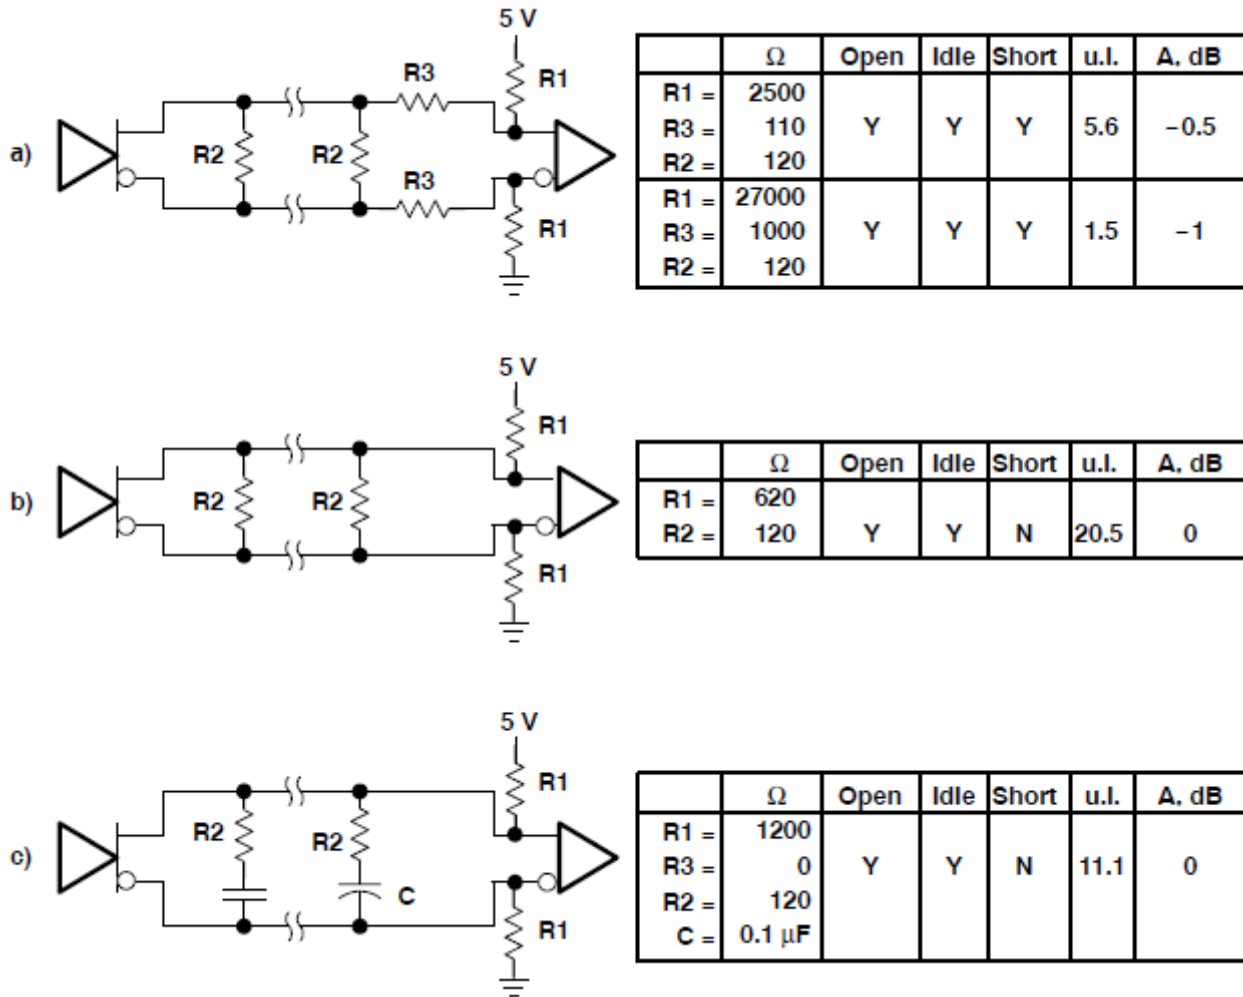 5 V
R1
R3
R2
R2
R3
R1
a)
Ω Open Idle Short u.l. A, dB
R1 = 2500
R3 = 110 Y Y Y 5.6 −0.5
R2 = 120
R1 = 27000
R3 = 1000 Y Y Y 1.5 −1
R2 = 120
5 V
R1
R2
R2
R1
b)
Ω Open Idle Short u.l. A, dB
R1 = 620
R2 = 120 Y Y N 20.5 0
5 V
R1
R2
R2
C
R1
c)
Ω Open Idle Short u.l. A, dB
R1 = 1200
R3 = 0 Y Y N 11.1 0
R2 = 120
C = 0.1 μF